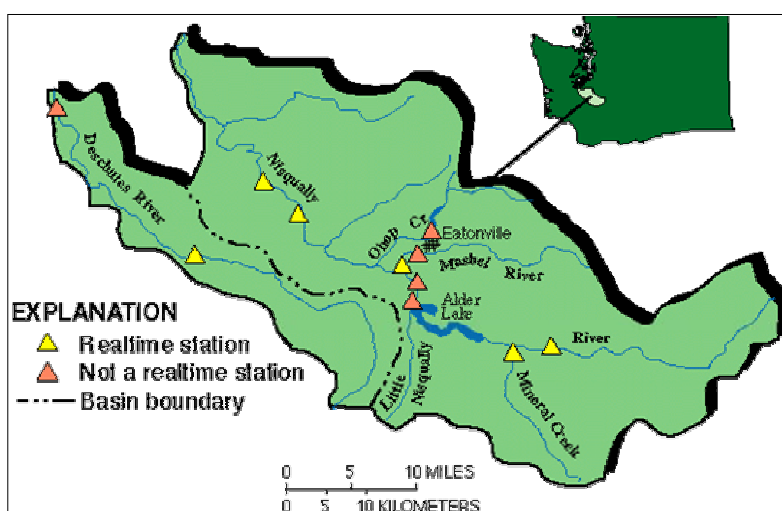 Deschutes River
Nisqually
Ohop Cr
Eatonville
Mashel River
Alder
Lake
River
Little
Nisqually
Mineral Creek
EXPLANATION
Realtime station
Not a realtime station
Basin boundary
0 5 10 MILES
0 5 10 KILOMETERS